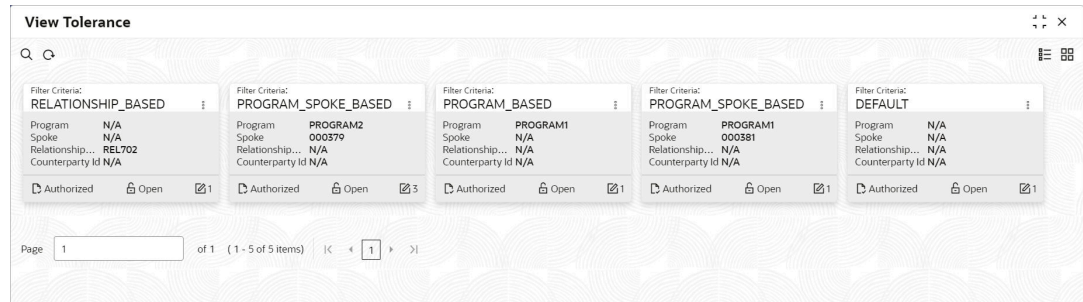 View Tolerance
Filter Criteria:
RELATIONSHIP_BASED
Program N/A
Spoke N/A
Relationship... REL702
Counterparty Id N/A
Authorized Open 1
Filter Criteria:
PROGRAM_SPOKE_BASED
Program PROGRAM2
Spoke 000379
Relationship... N/A
Counterparty Id N/A
Authorized Open 3
Filter Criteria:
PROGRAM_BASED
Program PROGRAM1
Spoke N/A
Relationship... N/A
Counterparty Id N/A
Authorized Open 1
Filter Criteria:
PROGRAM_SPOKE_BASED
Program PROGRAM1
Spoke 000381
Relationship... N/A
Counterparty Id N/A
Authorized Open 1
Filter Criteria:
DEFAULT
Program N/A
Spoke N/A
Relationship... N/A
Counterparty Id N/A
Authorized Open 1
Page 1 of 1 (1 - 5 of 5 items) 1